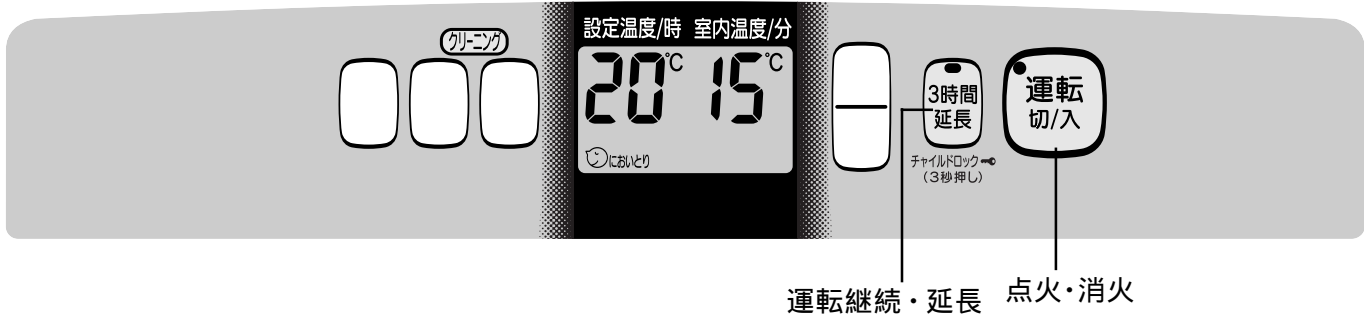 クリーニング
設定温度/時 室内温度/分
20℃ 15℃
においとり
3時間
延長
チャイルドロック
(3秒押し)
運転
切/入
運転継続・延長
点火・消火